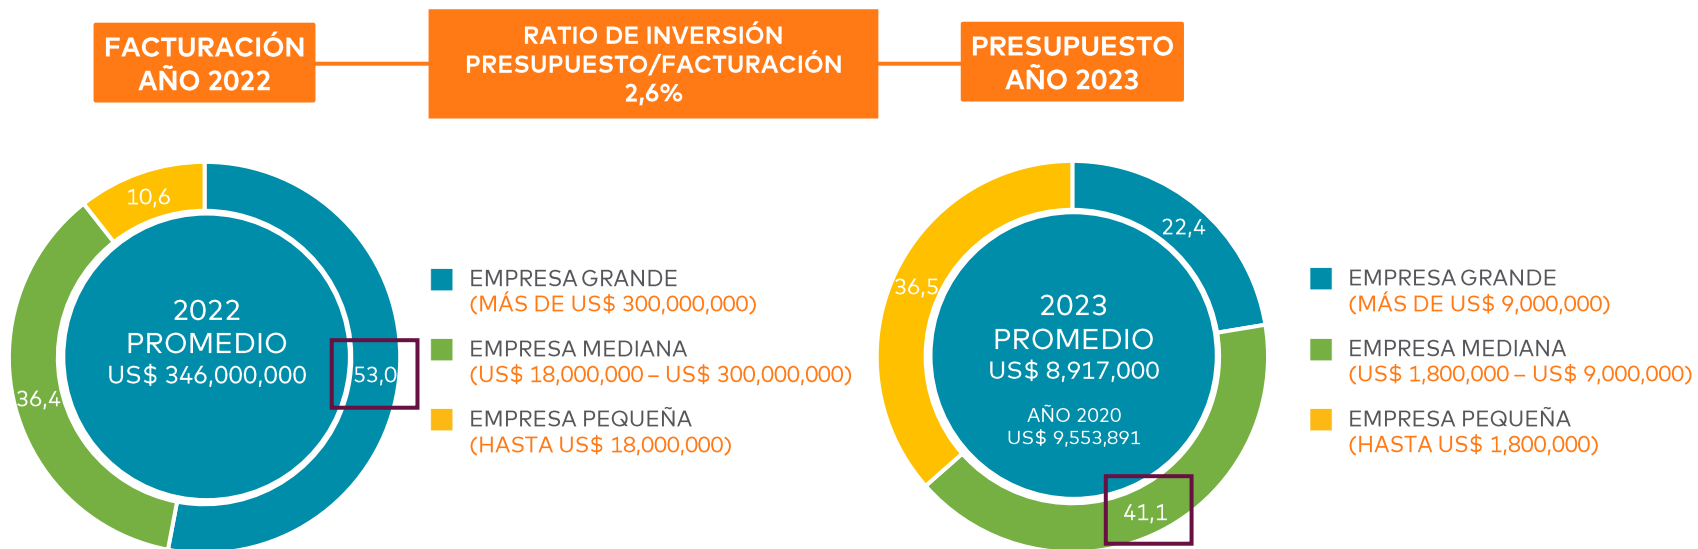 FACTURACIÓN
AÑO 2022
RATIO DE INVERSIÓN
PRESUPUESTO/FACTURACIÓN
2,6%
PRESUPUESTO
AÑO 2023
10,6
53,0
36,4
2022
PROMEDIO
US$ 346,000,000
EMPRESA GRANDE
(MÁS DE US$ 300,000,000)
EMPRESA MEDIANA
(US$ 18,000,000 – US$ 300,000,000)
EMPRESA PEQUEÑA
(HASTA US$ 18,000,000)
22,4
36,5
41,1
2023
PROMEDIO
US$ 8,917,000
AÑO 2020
US$ 9,553,891
EMPRESA GRANDE
(MÁS DE US$ 9,000,000)
EMPRESA MEDIANA
(US$ 1,800,000 – US$ 9,000,000)
EMPRESA PEQUEÑA
(HASTA US$ 1,800,000)